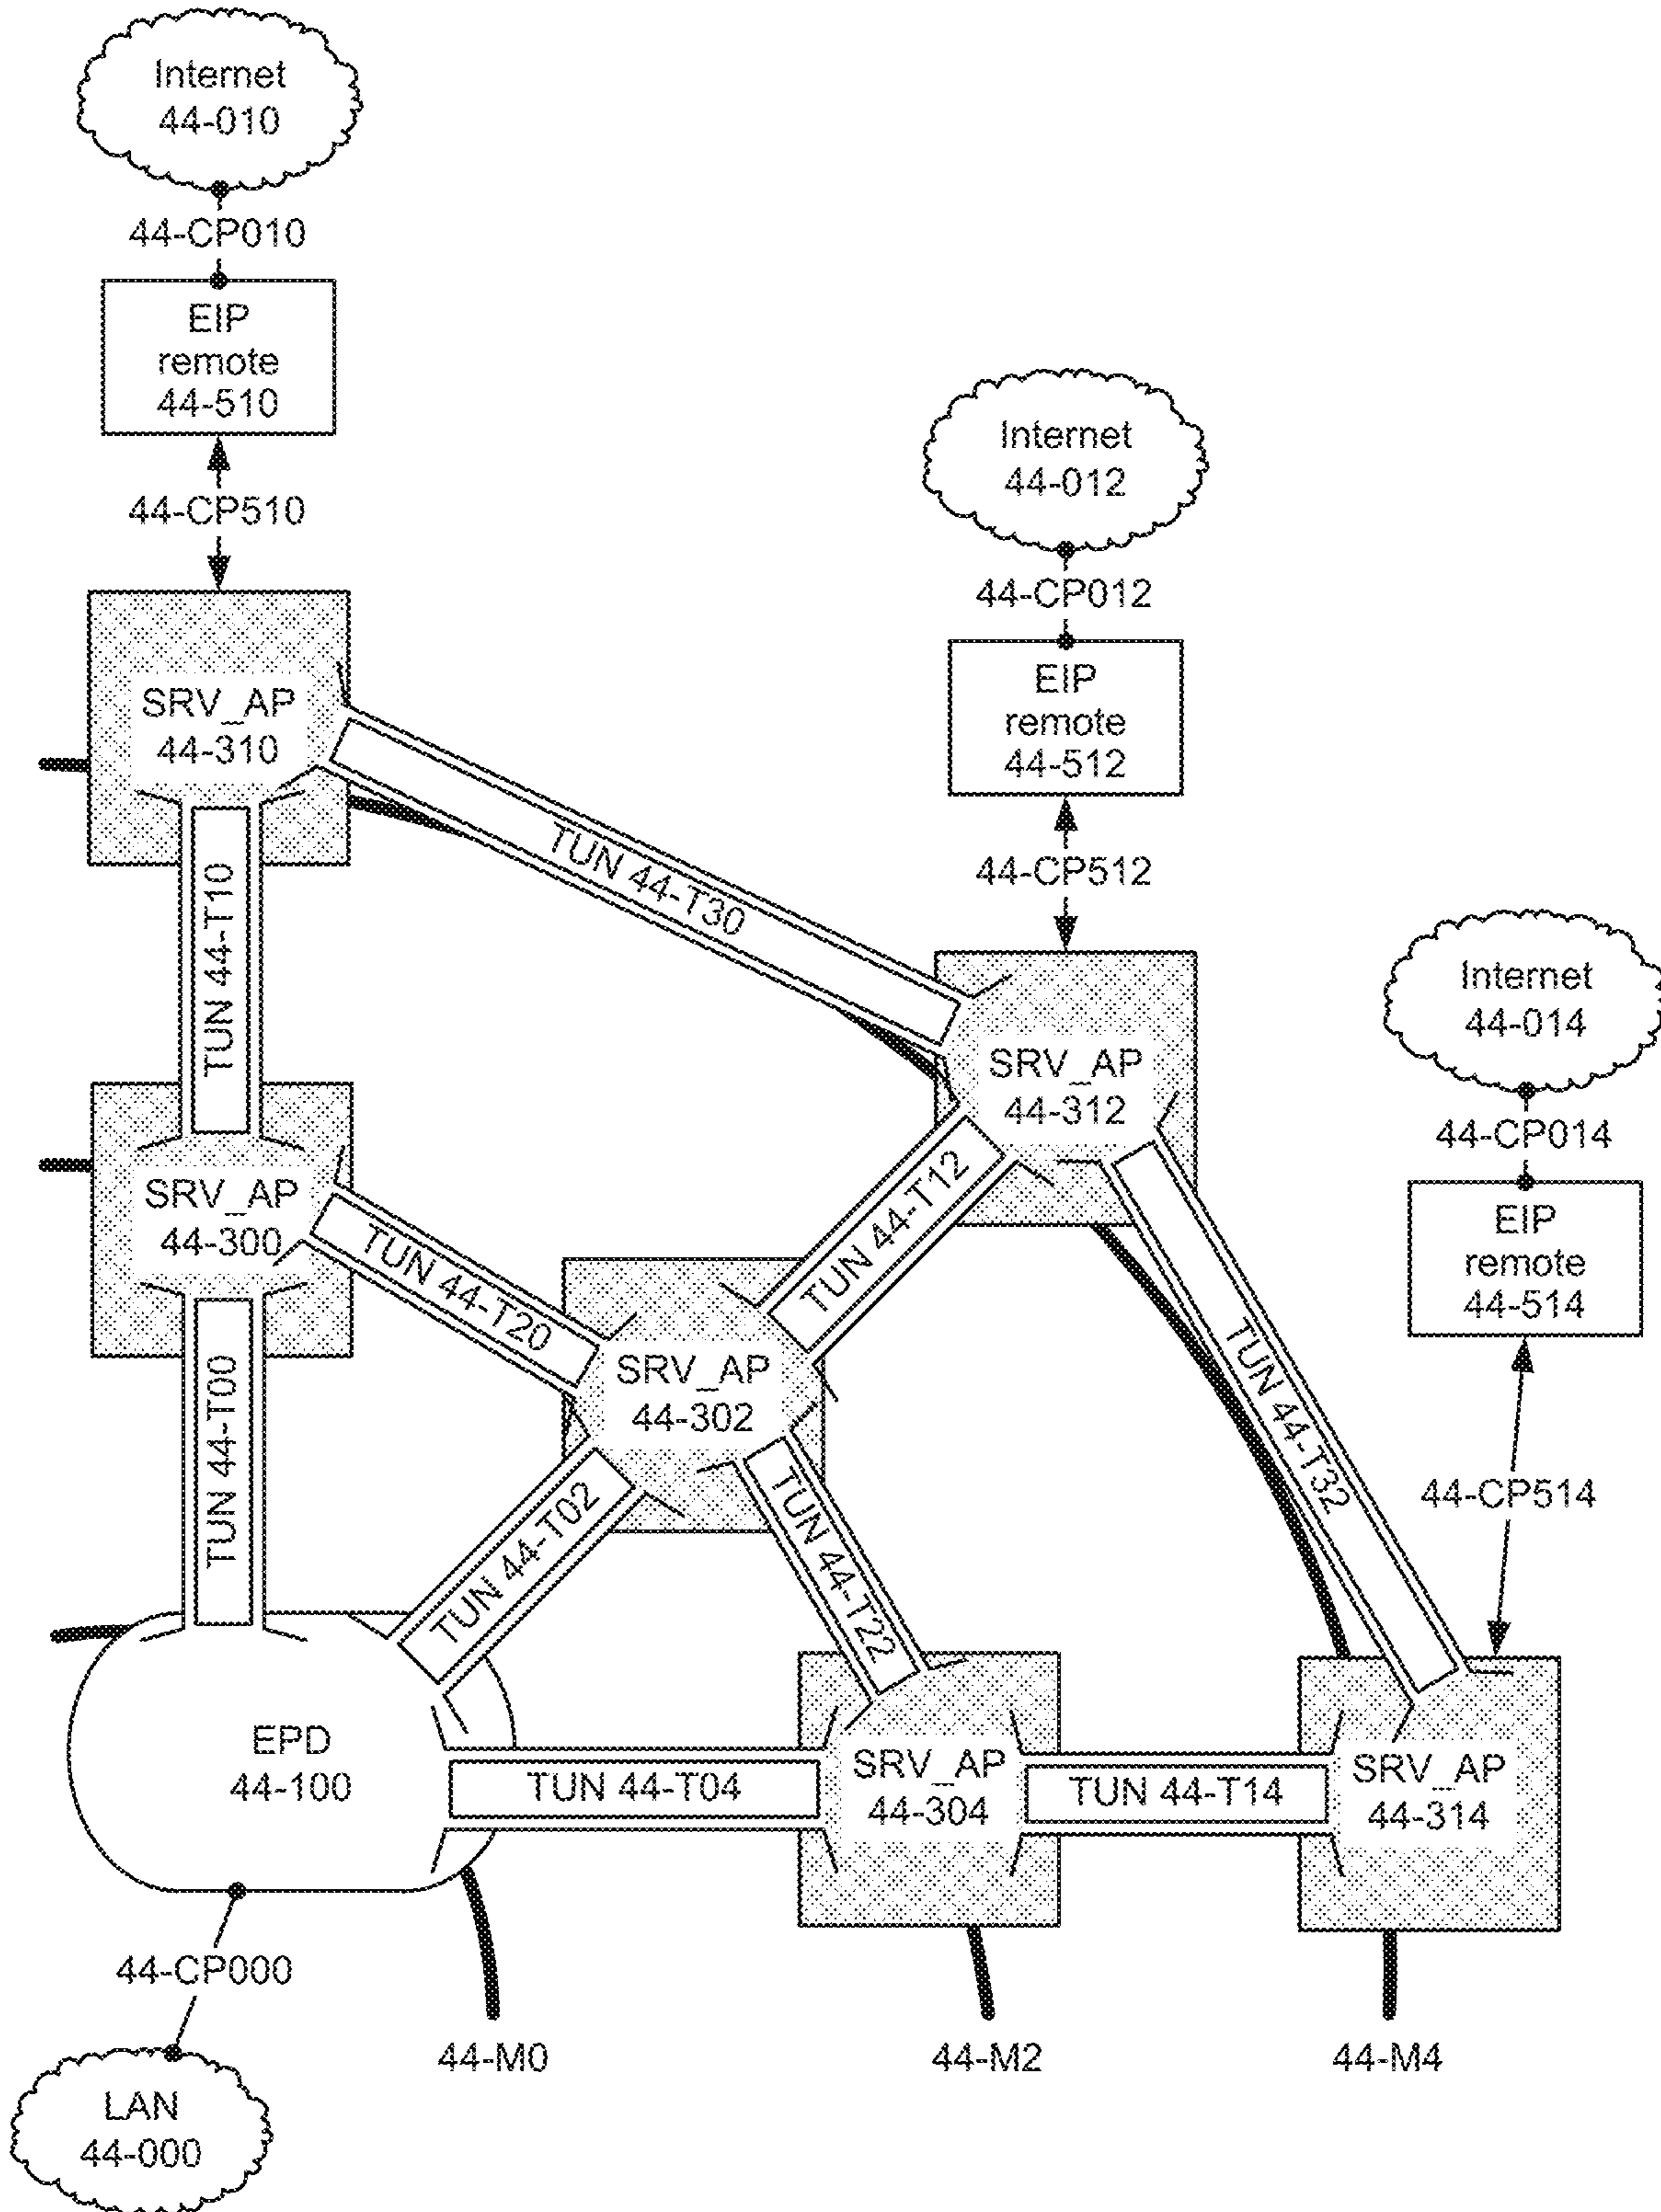 Internet
44-010
44-CP010
EIP
remote
44-510
44-CP510
Internet
44-012
44-CP012
EIP
remote
44-512
44-CP512
SRV_AP
44-310
TUN 44-T30
TUN 44-T10
Internet
44-014
44-CP014
EIP
remote
44-514
44-CP514
SRV_AP
44-312
TUN 44-T12
SRV_AP
44-300
TUN 44-T20
TUN 44-T32
SRV_AP
44-302
TUN 44-T00
TUN 44-T02
TUN 44-T22
EPD
44-100
TUN 44-T04
SRV_AP
44-304
TUN 44-T14
SRV_AP
44-314
44-CP000
44-M0
44-M2
44-M4
LAN
44-000